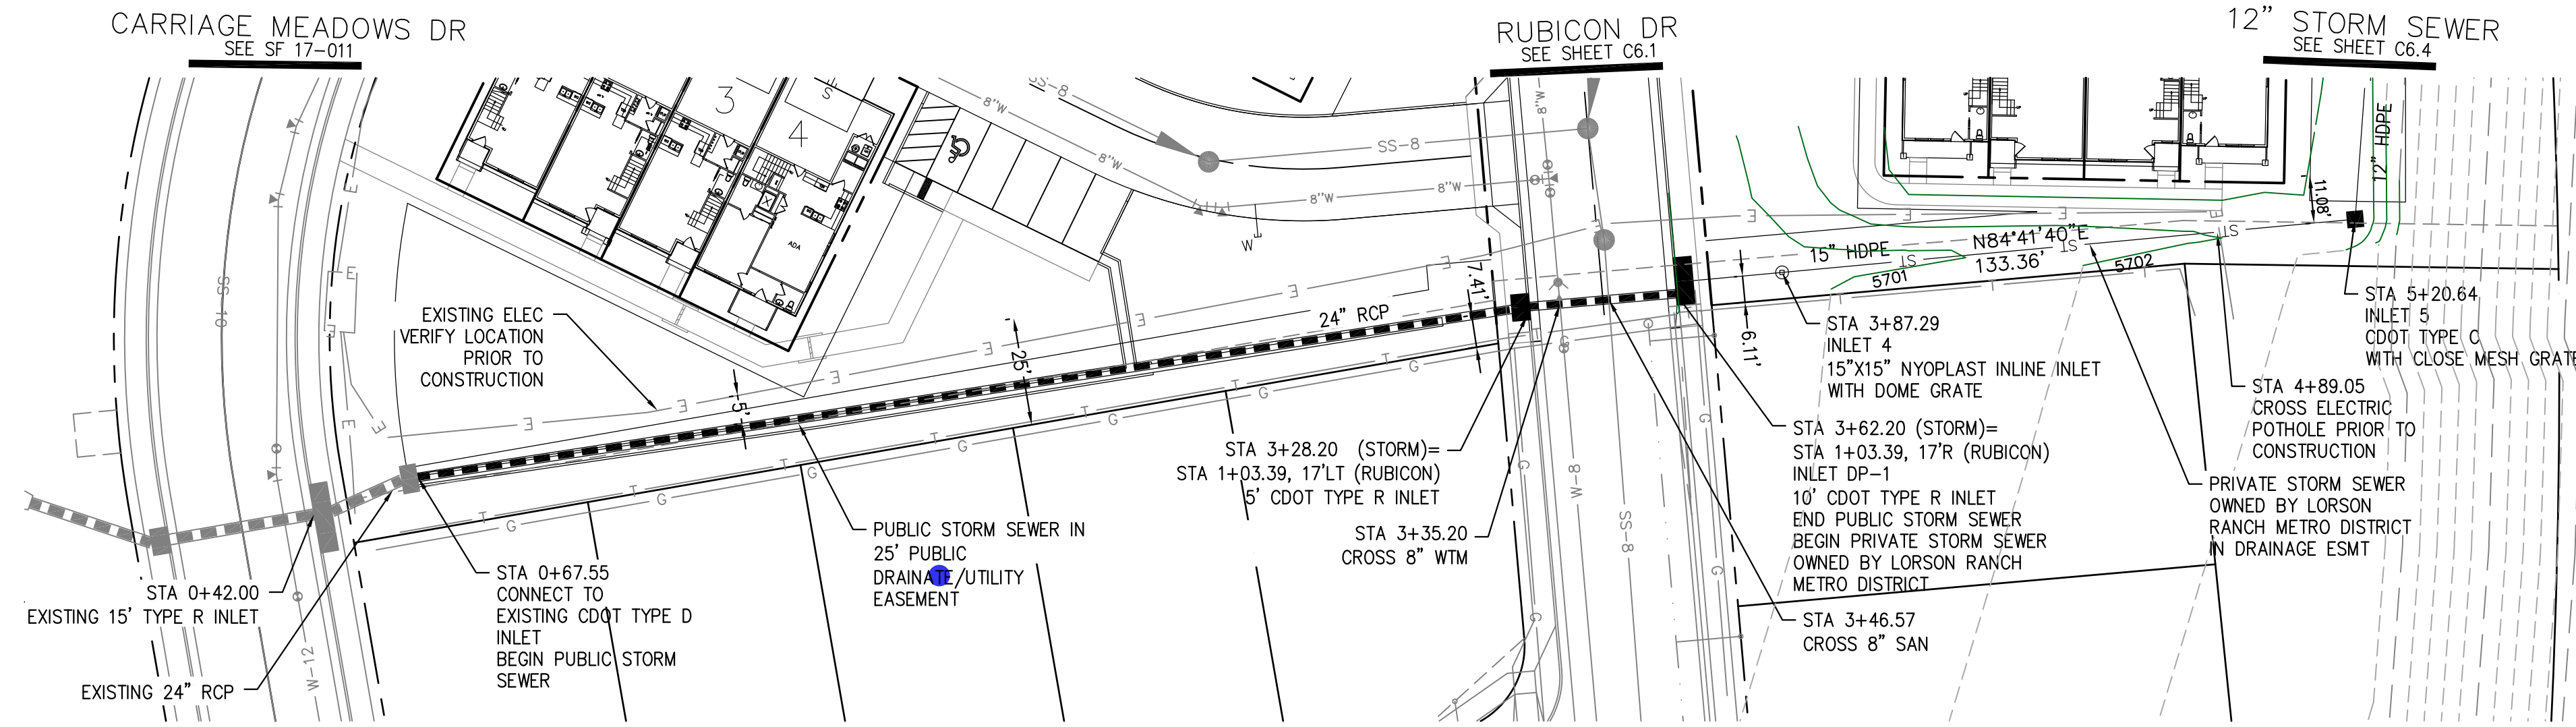 CARRIAGE MEADOWS DR
SEE SF 17-011
RUBICON DR
SEE SHEET C6.1
12" STORM SEWER
SEE SHEET C6.4
3
4
S
ADA
SS-8
8"W
8"W
SS-8
8"W
8"W
8"W
W
SS-10
W-12
8
8-W
SS-8
12" HDPE
11.08'
15" HDPE
N84°41'40"E
133.36'
5701
5702
ST
ST
ST
7.41'
6.11'
24" RCP
25'
5'
E
T
G
EXISTING ELEC
VERIFY LOCATION
PRIOR TO
CONSTRUCTION
STA 0+42.00
EXISTING 15' TYPE R INLET
EXISTING 24" RCP
STA 0+67.55
CONNECT TO
EXISTING CDOT TYPE D
INLET
BEGIN PUBLIC STORM
SEWER
PUBLIC STORM SEWER IN
25' PUBLIC
DRAINATE/UTILITY
EASEMENT
STA 3+28.20 (STORM)=
STA 1+03.39, 17'LT (RUBICON)
5' CDOT TYPE R INLET
STA 3+35.20
CROSS 8" WTM
STA 3+87.29
INLET 4
15"X15" NYOPLAST INLINE INLET
WITH DOME GRATE
STA 3+62.20 (STORM)=
STA 1+03.39, 17'R (RUBICON)
INLET DP-1
10' CDOT TYPE R INLET
END PUBLIC STORM SEWER
BEGIN PRIVATE STORM SEWER
OWNED BY LORSON RANCH
METRO DISTRICT
STA 3+46.57
CROSS 8" SAN
STA 5+20.64
INLET 5
CDOT TYPE C
WITH CLOSE MESH GRATE
STA 4+89.05
CROSS ELECTRIC
POTHOLE PRIOR TO
CONSTRUCTION
PRIVATE STORM SEWER
OWNED BY LORSON
RANCH METRO DISTRICT
IN DRAINAGE ESMT